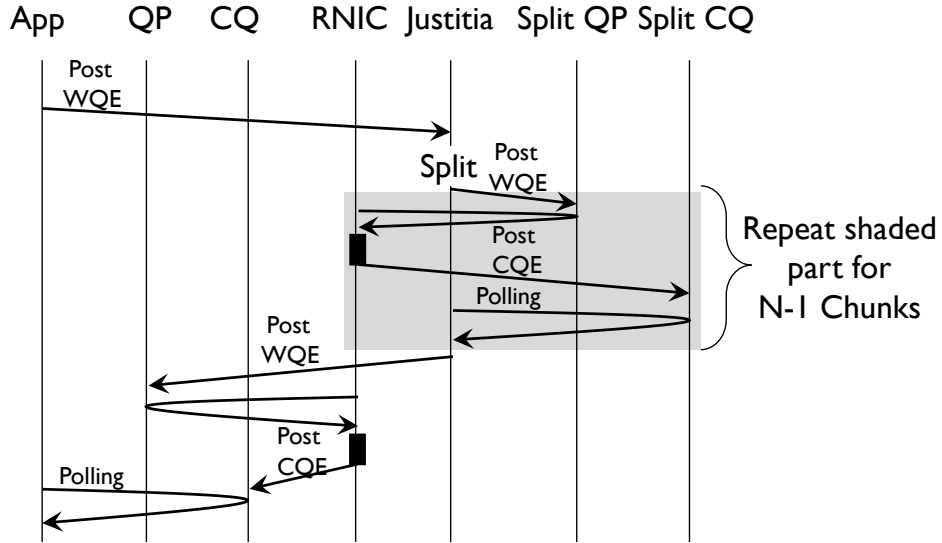 App QP CQ RNIC Justitia Split QP Split CQ
Post
WQE
Split
Post
WQE
Post
CQE
Polling
Repeat shaded
part for
N-1 Chunks
Post
WQE
Post
CQE
Polling